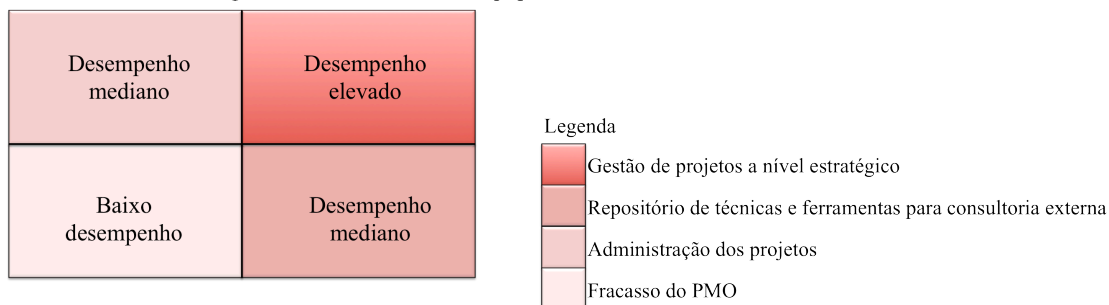 Desempenho
mediano
Desempenho
elevado
Baixo
desempenho
Desempenho
mediano
Legenda
Gestão de projetos a nível estratégico
Repositório de técnicas e ferramentas para consultoria externa
Administração dos projetos
Fracasso do PMO